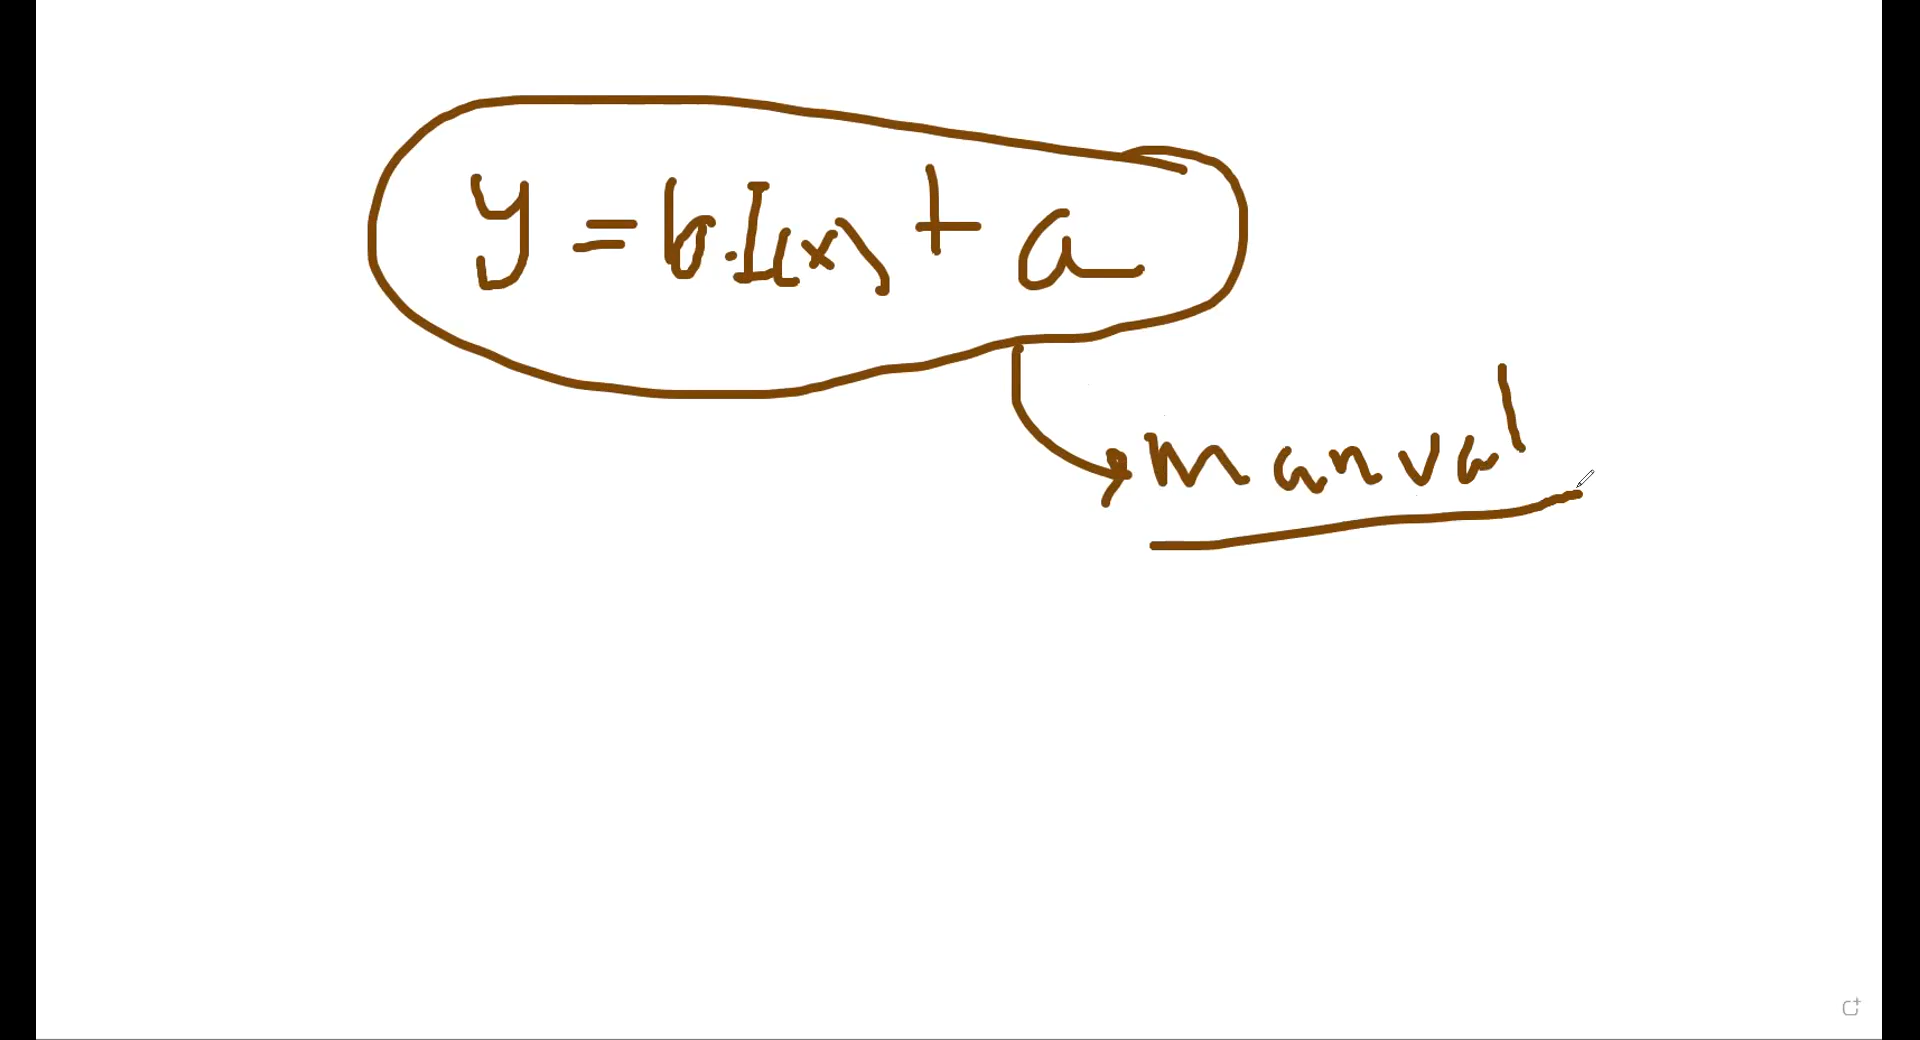 y = b.I(x) + a
manual